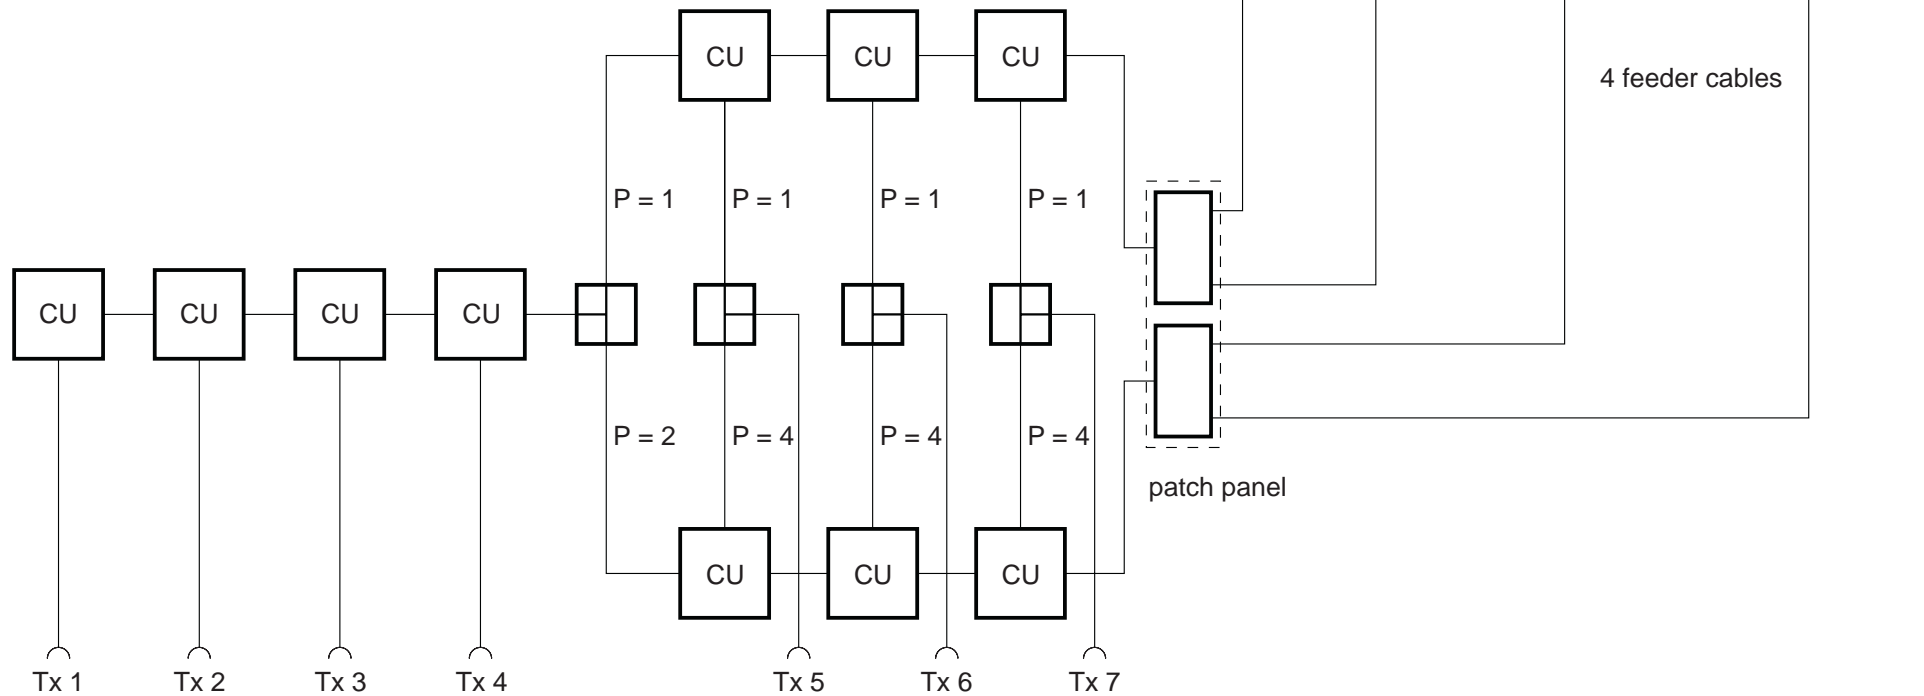 CU CU CU
4 feeder cables
P = 1 P = 1 P = 1 P = 1
CU CU CU CU
P = 2 P = 4 P = 4 P = 4
patch panel
CU CU CU
Tx 1 Tx 2 Tx 3 Tx 4 Tx 5 Tx 6 Tx 7